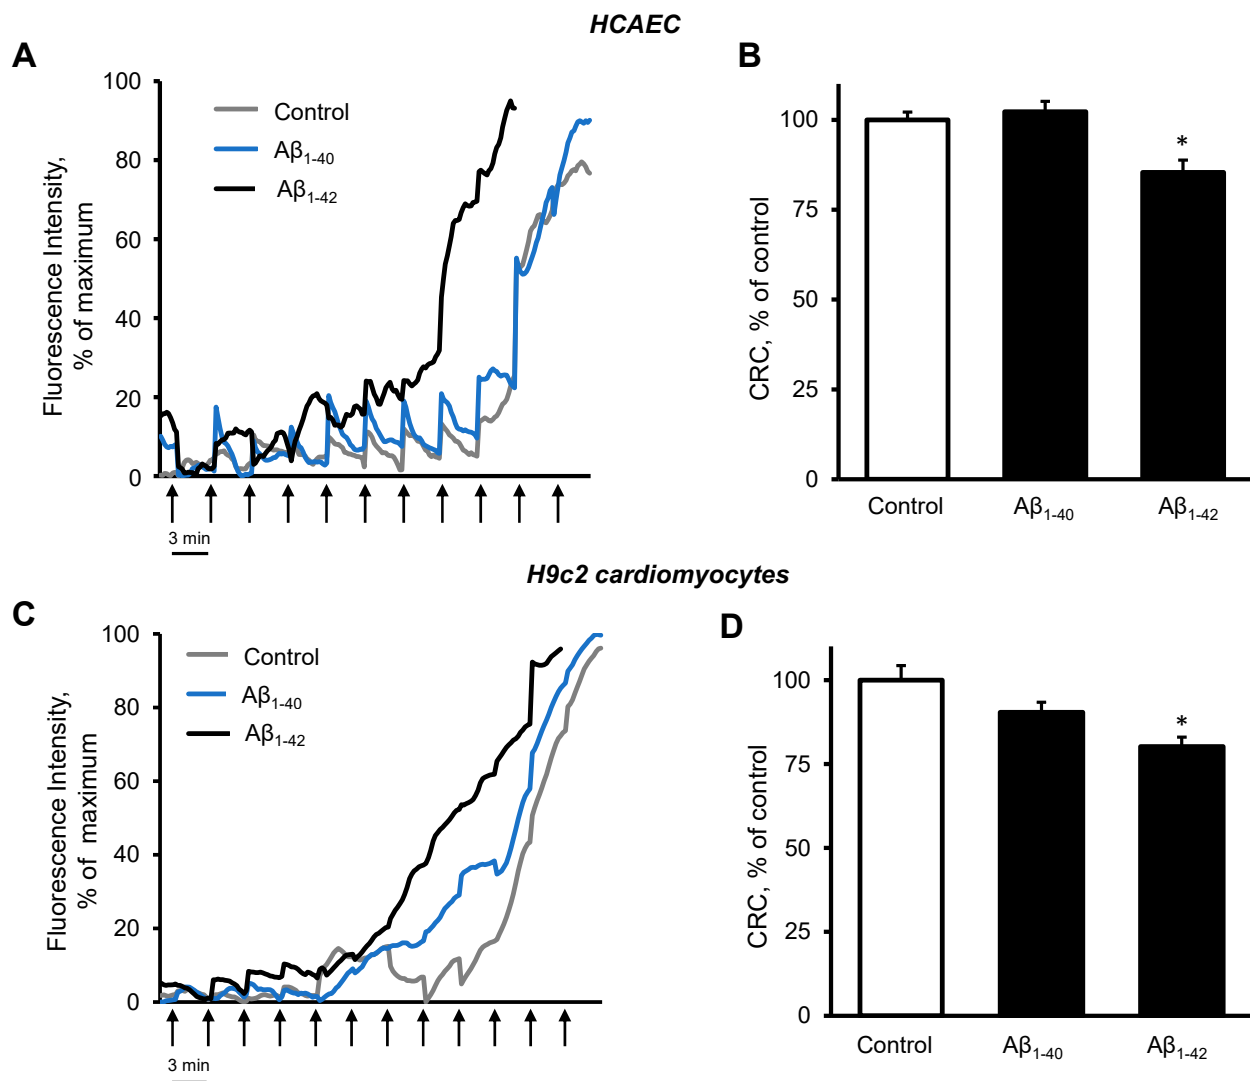 HCAEC
A
Fluorescence Intensity,
% of maximum
100
80
60
40
20
0
Control
Aβ1-40
Aβ1-42
3 min
B
CRC, % of control
100
75
50
25
0
*
Control
Aβ1-40
Aβ1-42
H9c2 cardiomyocytes
C
Fluorescence Intensity,
% of maximum
100
80
60
40
20
0
Control
Aβ1-40
Aβ1-42
3 min
D
CRC, % of control
100
75
50
25
0
*
Control
Aβ1-40
Aβ1-42